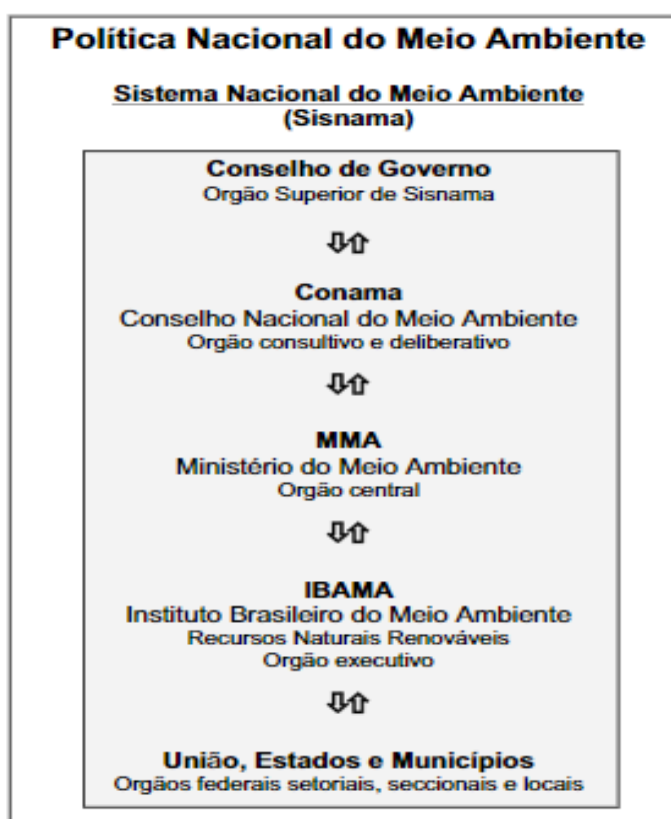 Política Nacional do Meio Ambiente
Sistema Nacional do Meio Ambiente
(Sisnama)
Conselho de Governo
Orgão Superior de Sisnama
Conama
Conselho Nacional do Meio Ambiente
Orgão consultivo e deliberativo
MMA
Ministério do Meio Ambiente
Orgão central
IBAMA
Instituto Brasileiro do Meio Ambiente
Recursos Naturais Renováveis
Orgão executivo
União, Estados e Municípios
Orgãos federais setoriais, seccionais e locais